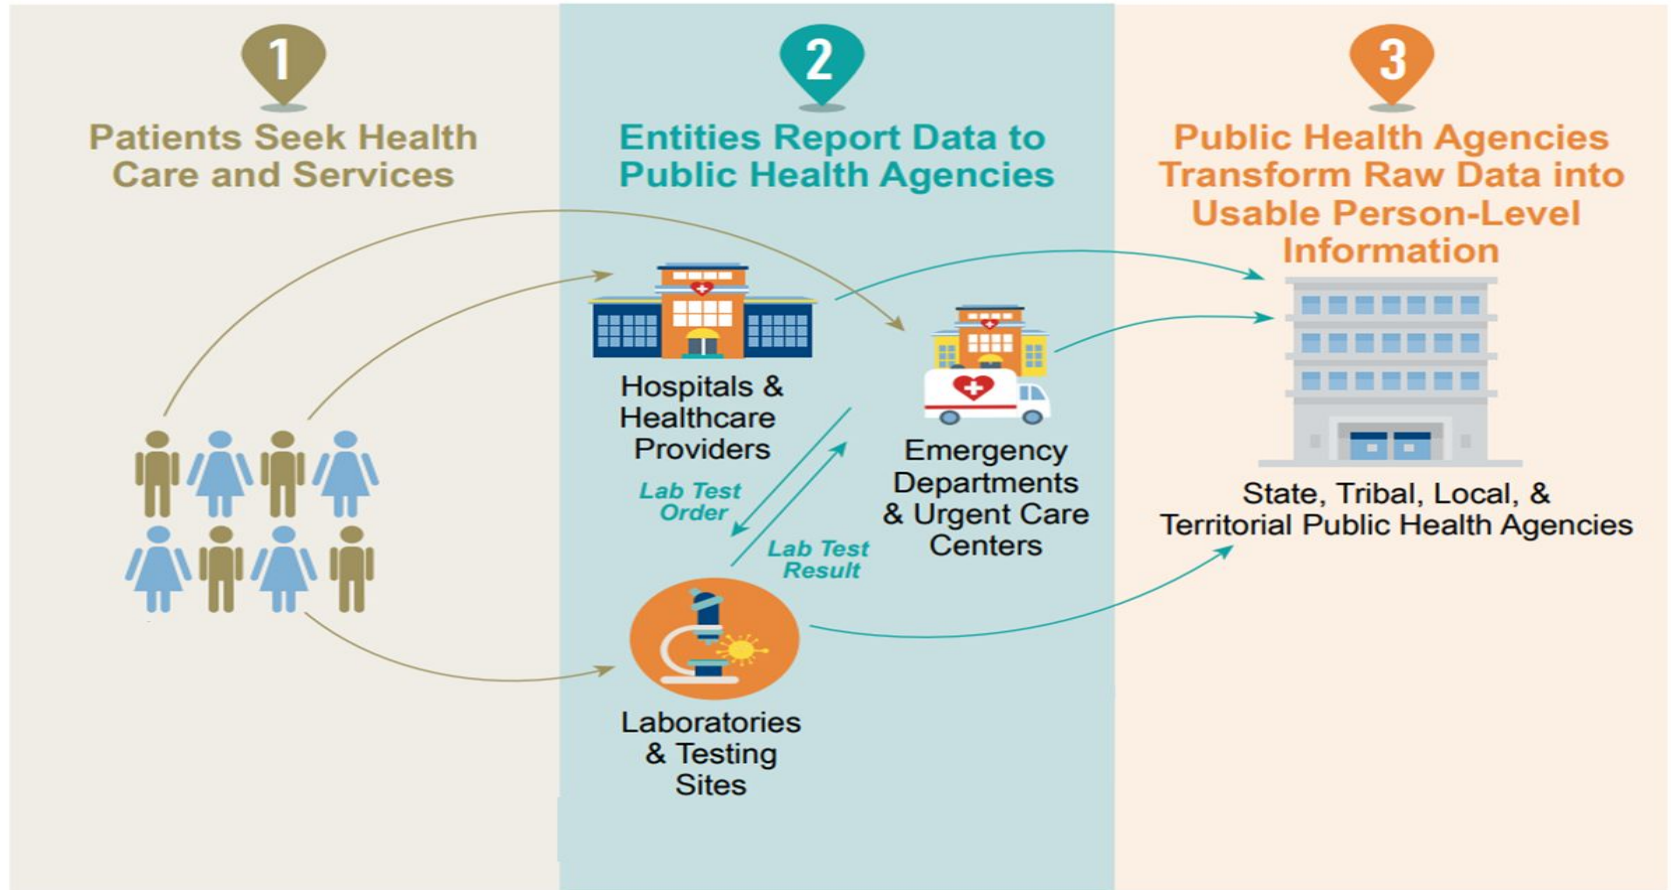 1
Patients Seek Health
Care and Services
2
Entities Report Data to
Public Health Agencies
Hospitals &
Healthcare
Providers
Emergency
Departments
& Urgent Care
Centers
Lab Test
Order
Lab Test
Result
Laboratories
& Testing
Sites
3
Public Health Agencies
Transform Raw Data into
Usable Person-Level
Information
State, Tribal, Local, &
Territorial Public Health Agencies